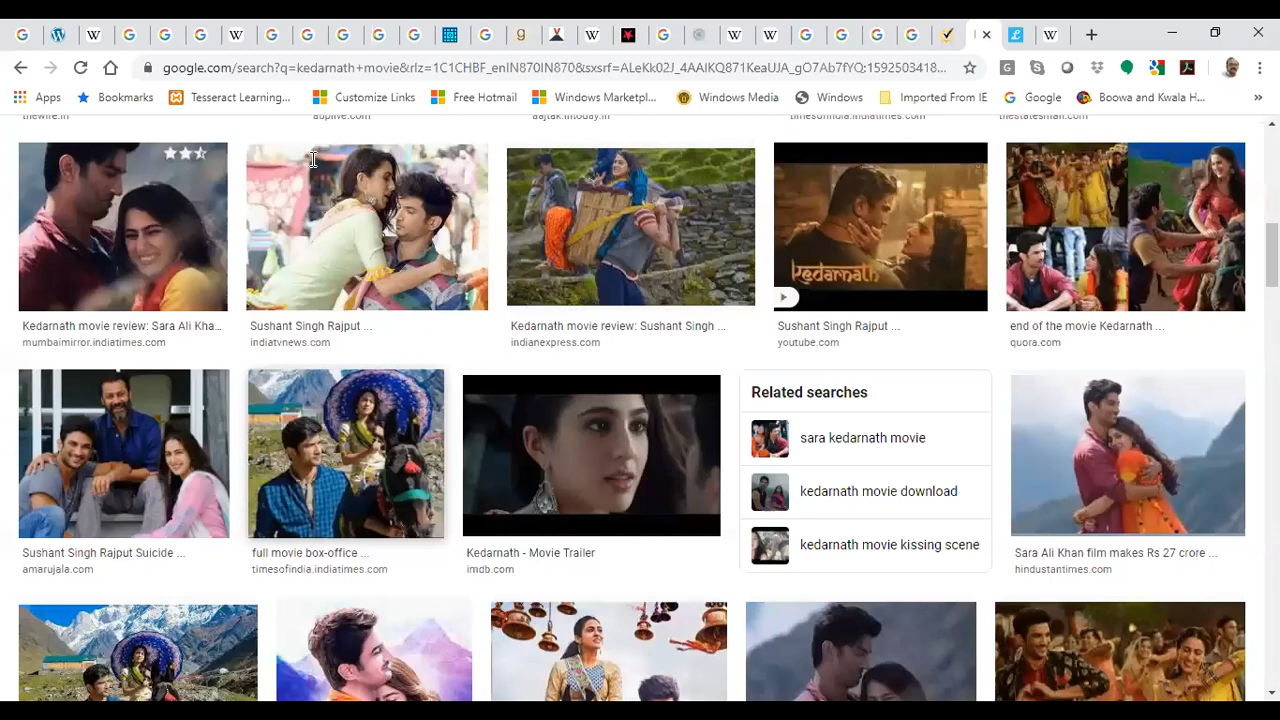 google.com/search?q=kedarnath+movie&rlz=1C1CHBF_enIN870IN870&sxsrf=ALeKk02J_4AAIKQ871KeaUJA_gO7Ab7fYQ:1592503418...
Apps Bookmarks Tesseract Learning... Customize Links Free Hotmail Windows Marketpl... Windows Media Windows Imported From IE Google Boowa and Kwala H... »
thewire.in abplive.com aajtak.intoday.in timesofindia.indiatimes.com thestatesman.com
kedarnath
Kedarnath movie review: Sara Ali Kha... Sushant Singh Rajput ... Kedarnath movie review: Sushant Singh ... Sushant Singh Rajput ... end of the movie Kedarnath ...
mumbaimirror.indiatimes.com indiatvnews.com indianexpress.com youtube.com quora.com
Related searches
sara kedarnath movie
kedarnath movie download
kedarnath movie kissing scene
Sushant Singh Rajput Suicide ... full movie box-office ... Kedarnath - Movie Trailer Sara Ali Khan film makes Rs 27 crore ...
amarujala.com timesofindia.indiatimes.com imdb.com hindustantimes.com